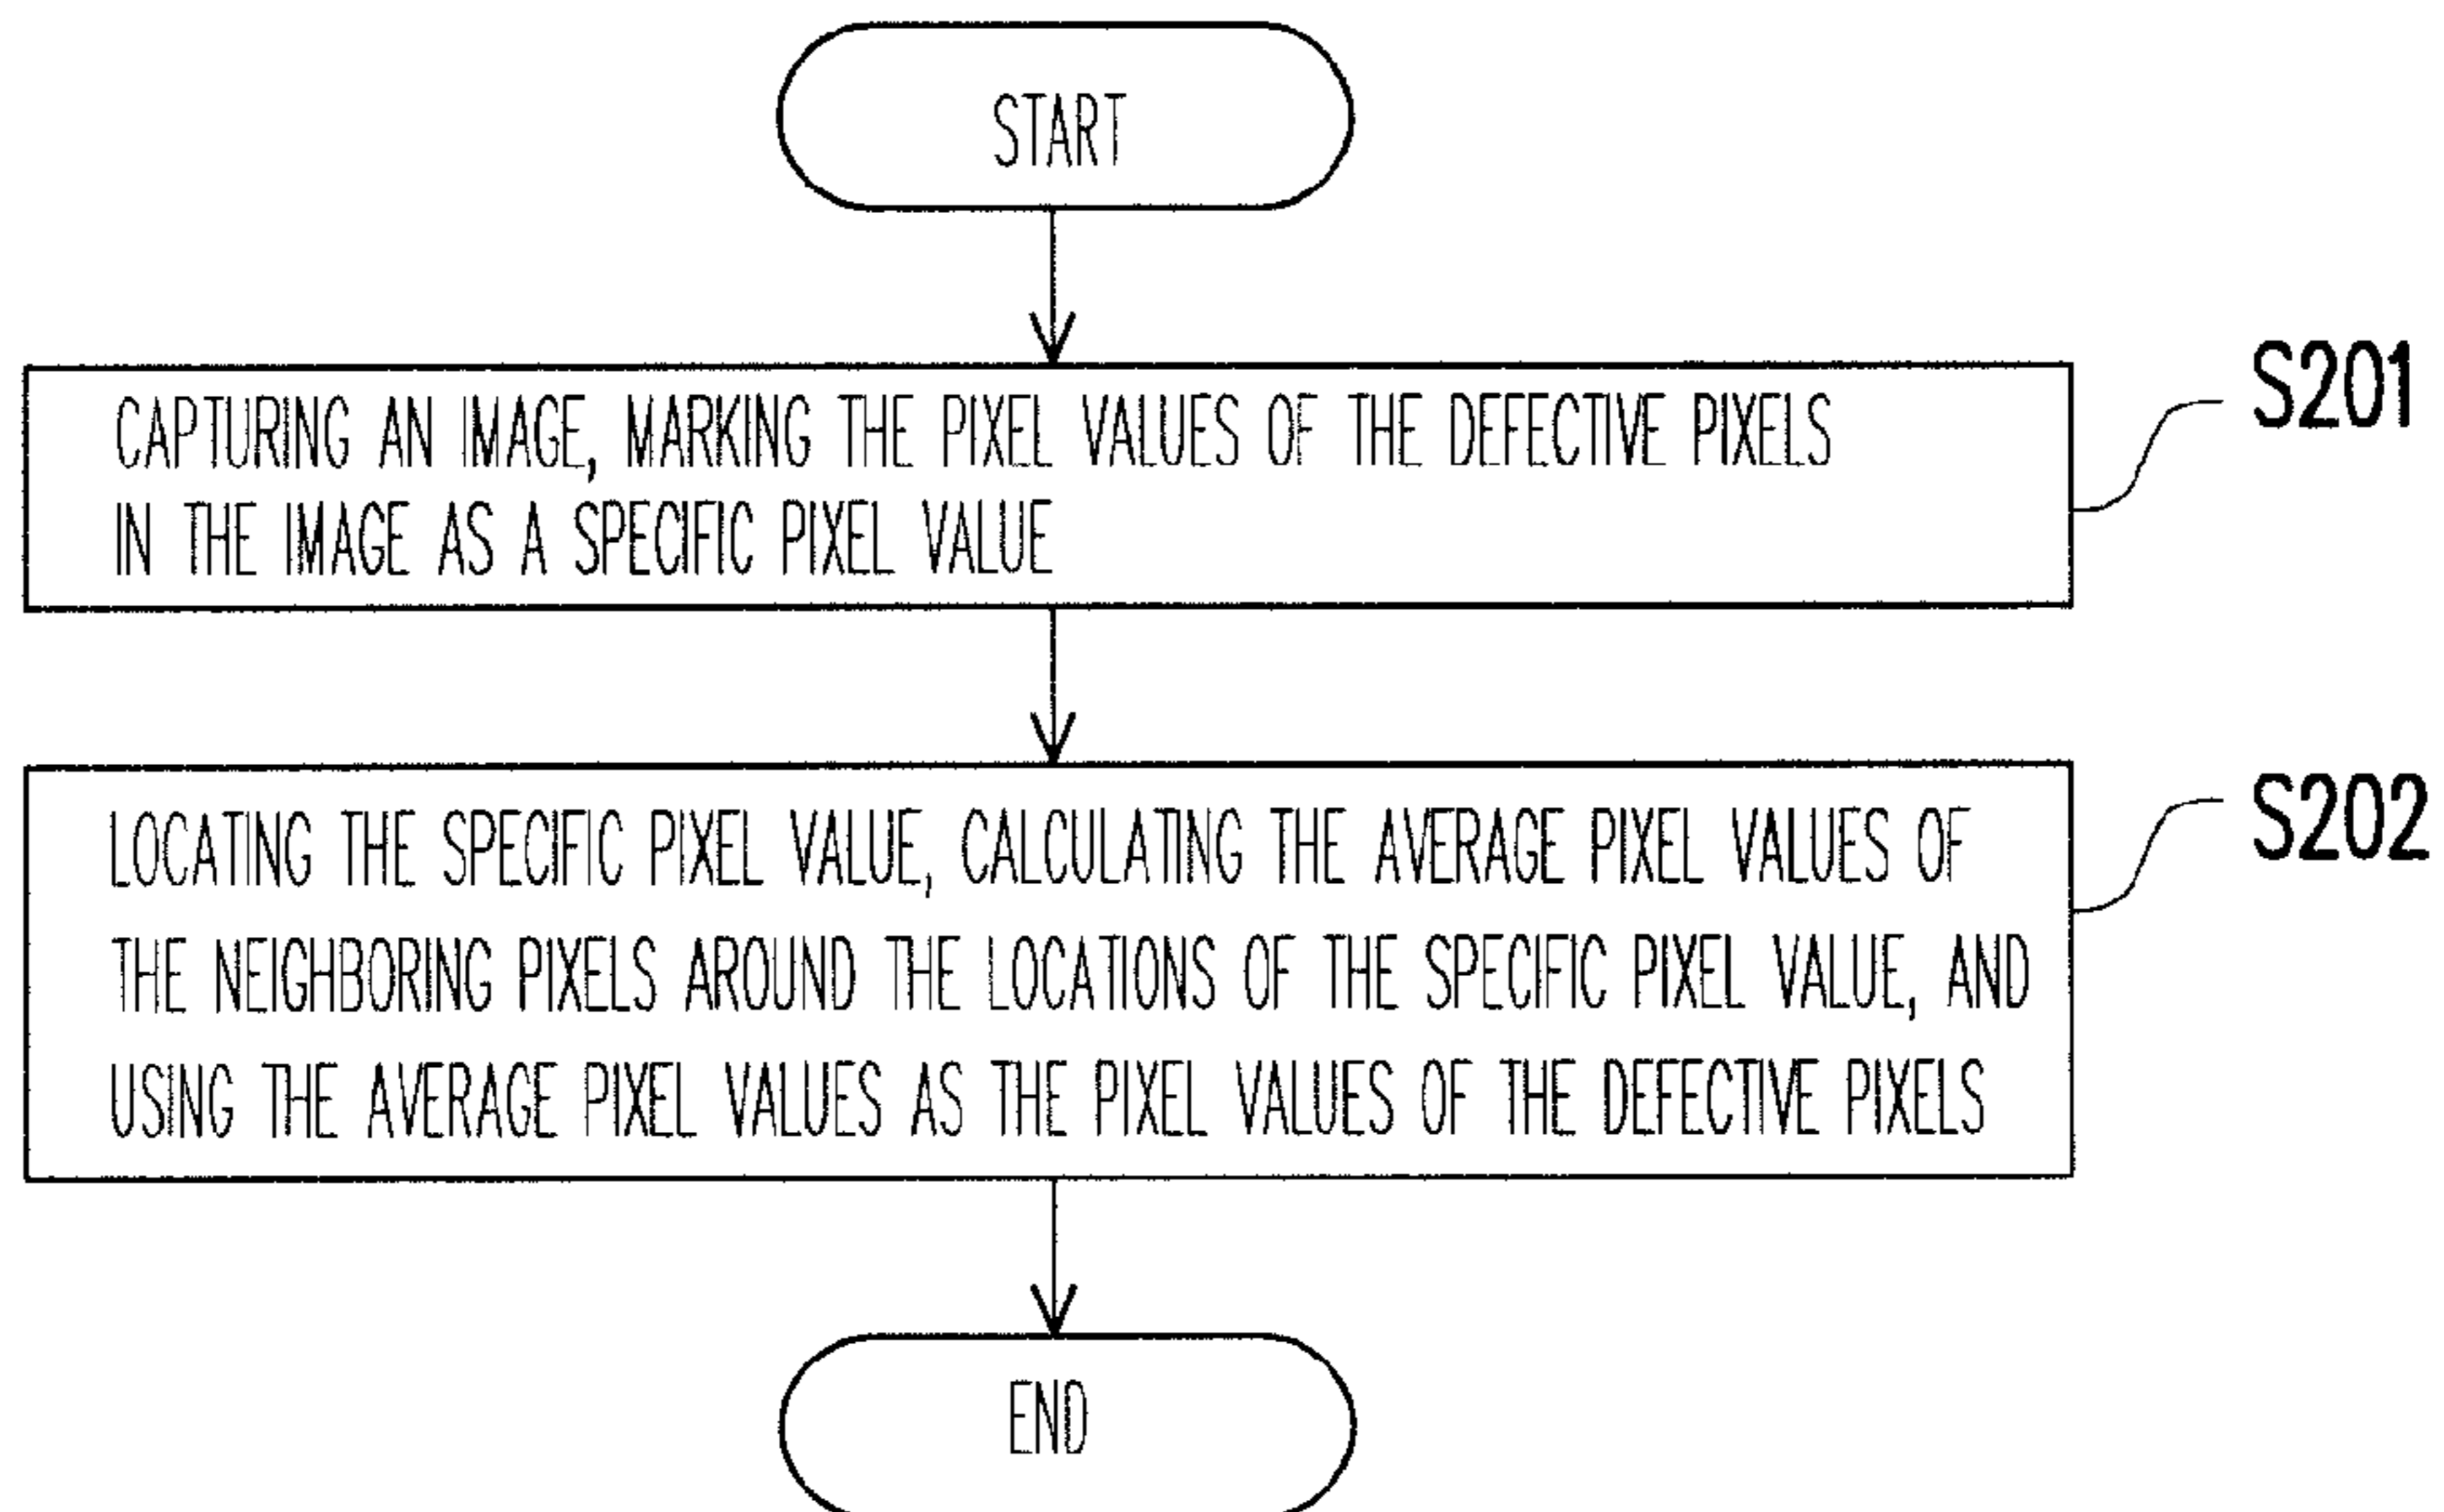 START
S201
CAPTURING AN IMAGE, MARKING THE PIXEL VALUES OF THE DEFECTIVE PIXELS
IN THE IMAGE AS A SPECIFIC PIXEL VALUE
S202
LOCATING THE SPECIFIC PIXEL VALUE, CALCULATING THE AVERAGE PIXEL VALUES OF
THE NEIGHBORING PIXELS AROUND THE LOCATIONS OF THE SPECIFIC PIXEL VALUE, AND
USING THE AVERAGE PIXEL VALUES AS THE PIXEL VALUES OF THE DEFECTIVE PIXELS
END